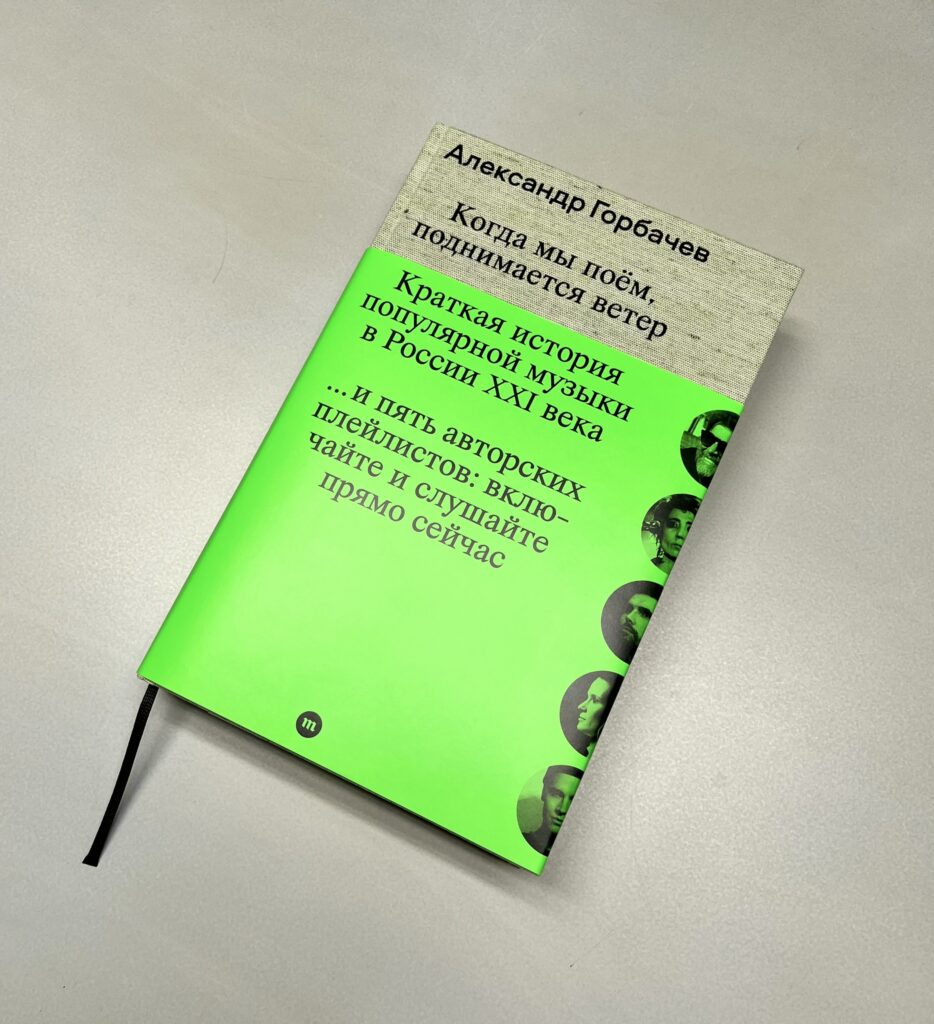 Александр Горбачев
Когда мы поём,
поднимается ветер
Краткая история
популярной музыки
в России XXI века
...и пять авторских
плейлистов: вклю-
чайте и слушайте
прямо сейчас
m